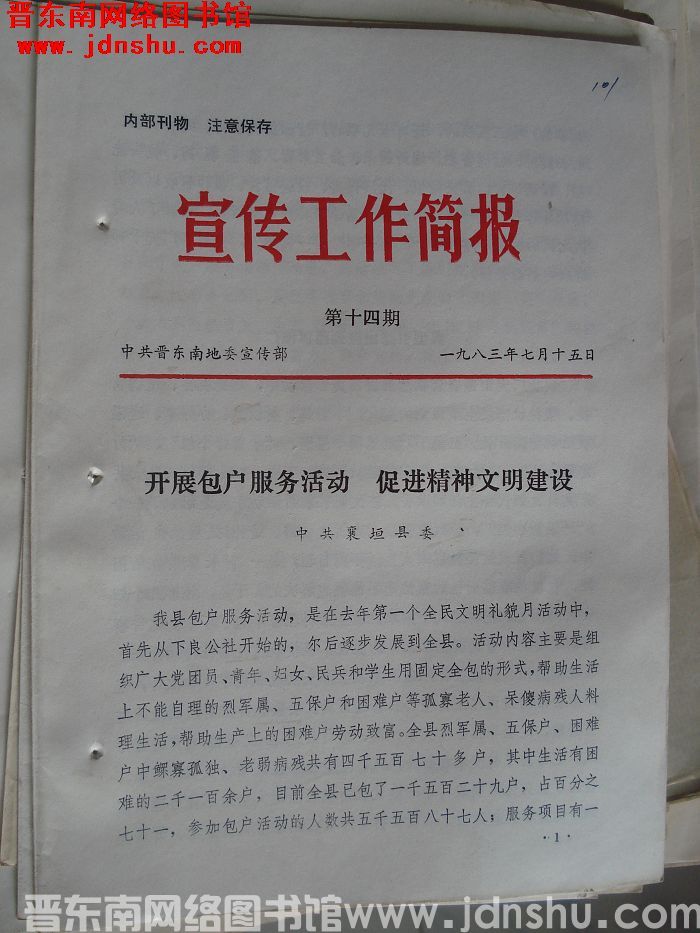 晋东南网络图书馆
www.jdnshu.com
101
内部刊物 注意保存
宣传工作简报
第十四期
中共晋东南地委宣传部 一九八三年七月十五日
开展包户服务活动 促进精神文明建设
中共襄垣县委
我县包户服务活动，是在去年第一个全民文明礼貌月活动中，
首先从下良公社开始的，尔后逐步发展到全县。活动内容主要是组
织广大党团员、青年、妇女、民兵和学生用固定全包的形式，帮助生活
上不能自理的烈军属、五保户和困难户等孤寡老人、呆傻病残人料
理生活，帮助生产上的困难户劳动致富。全县烈军属、五保户、困难
户中鳏寡孤独、老弱病残共有四千五百七十多户，其中生活有困
难的二千一百余户，目前全县已包了一千五百二十九户，占百分之
七十一，参加包户活动的人数共五千五百八十七人；服务项目有一
·1·
晋东南网络图书馆www.jdnshu.com